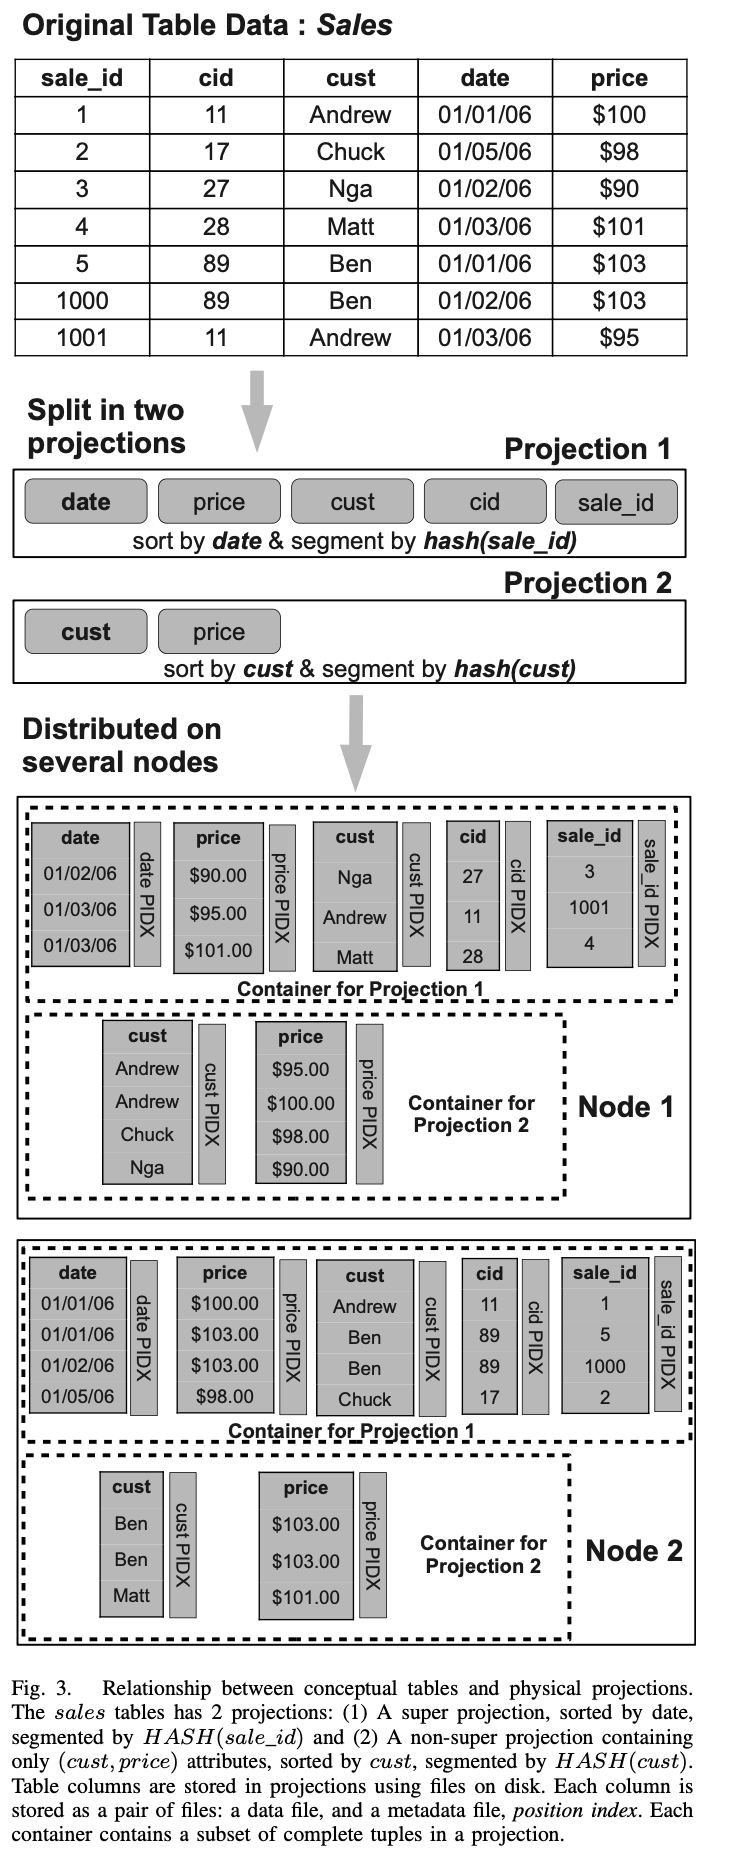 Original Table Data : Sales
sale_id cid cust date price
1 11 Andrew 01/01/06 $100
2 17 Chuck 01/05/06 $98
3 27 Nga 01/02/06 $90
4 28 Matt 01/03/06 $101
5 89 Ben 01/01/06 $103
1000 89 Ben 01/02/06 $103
1001 11 Andrew 01/03/06 $95
Split in two
projections
Projection 1
date price cust cid sale_id
sort by date & segment by hash(sale_id)
Projection 2
cust price
sort by cust & segment by hash(cust)
Distributed on
several nodes
date date PIDX price price PIDX cust cust PIDX cid cid PIDX sale_id sale_id PIDX
01/02/06 $90.00 Nga 27 3
01/03/06 $95.00 Andrew 11 1001
01/03/06 $101.00 Matt 28 4
Container for Projection 1
cust cust PIDX price price PIDX
Andrew $95.00
Andrew $100.00
Chuck $98.00
Nga $90.00
Container for
Projection 2
Node 1
date date PIDX price price PIDX cust cust PIDX cid cid PIDX sale_id sale_id PIDX
01/01/06 $100.00 Andrew 11 1
01/01/06 $103.00 Ben 89 5
01/02/06 $103.00 Ben 89 1000
01/05/06 $98.00 Chuck 17 2
Container for Projection 1
cust cust PIDX price price PIDX
Ben $103.00
Ben $103.00
Matt $101.00
Container for
Projection 2
Node 2
Fig. 3. Relationship between conceptual tables and physical projections.
The sales tables has 2 projections: (1) A super projection, sorted by date,
segmented by HASH(sale_id) and (2) A non-super projection containing
only (cust, price) attributes, sorted by cust, segmented by HASH(cust).
Table columns are stored in projections using files on disk. Each column is
stored as a pair of files: a data file, and a metadata file, position index. Each
container contains a subset of complete tuples in a projection.